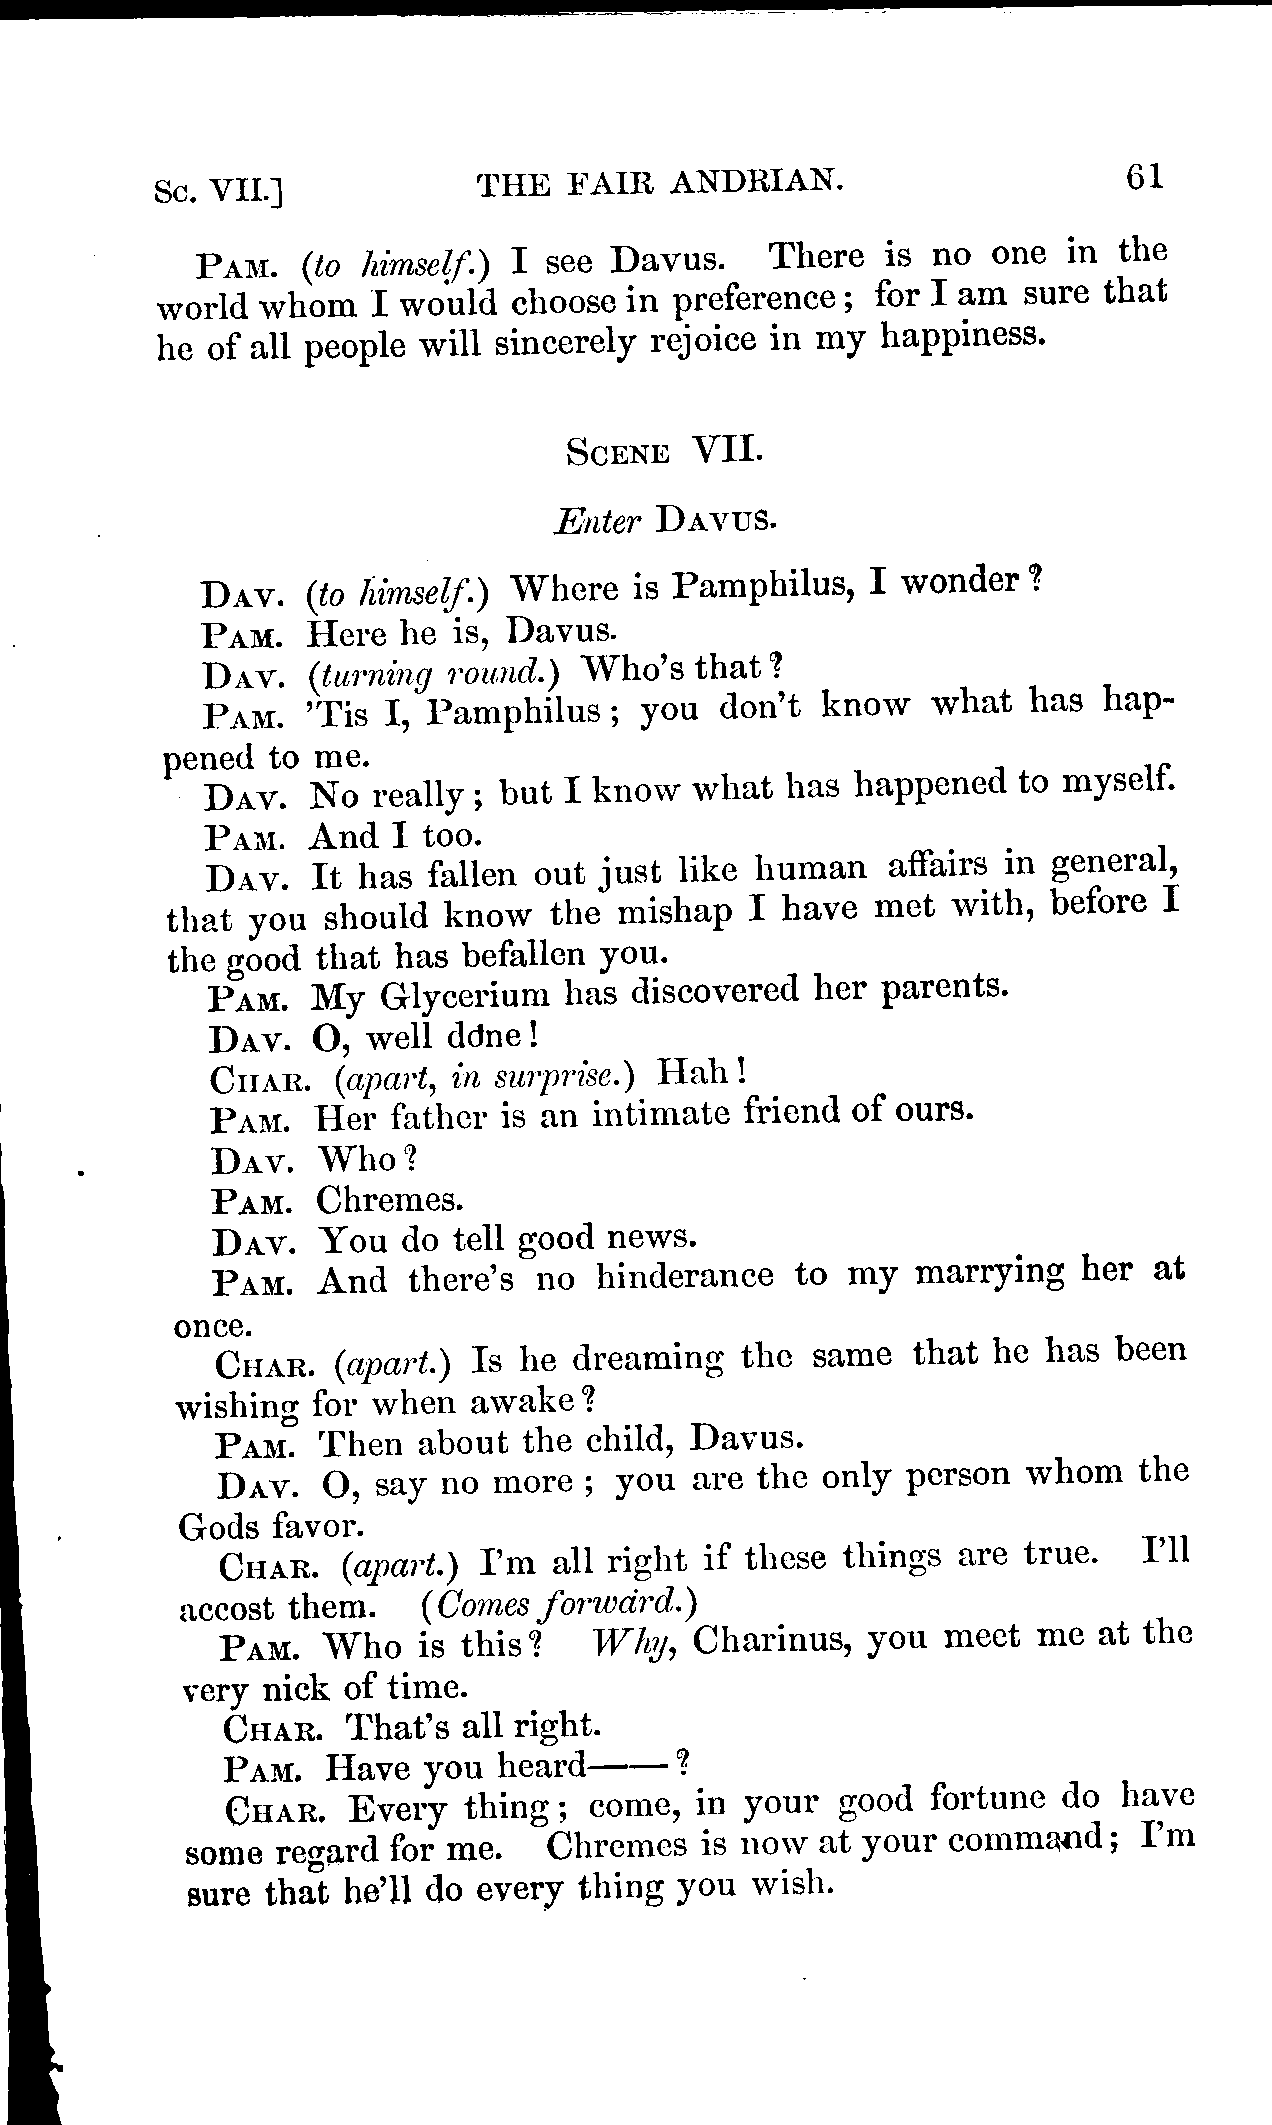 Sc. VII.] THE FAIR ANDRIAN. 61
PAM. (to himself.) I see Davus. There is no one in the
world whom I would choose in preference; for I am sure that
he of all people will sincerely rejoice in my happiness.
SCENE VII.
Enter DAVUS.
DAV. (to himself.) Where is Pamphilus, I wonder?
PAM. Here he is, Davus.
DAV. (turning round.) Who's that?
PAM. 'Tis I, Pamphilus; you don't know what has hap-
pened to me.
DAV. No really; but I know what has happened to myself.
PAM. And I too.
DAV. It has fallen out just like human affairs in general,
that you should know the mishap I have met with, before I
the good that has befallen you.
PAM. My Glycerium has discovered her parents.
DAV. O, well done!
CHAR. (apart, in surprise.) Hah!
PAM. Her father is an intimate friend of ours.
DAV. Who?
PAM. Chremes.
DAV. You do tell good news.
PAM. And there's no hinderance to my marrying her at
once.
CHAR. (apart.) Is he dreaming the same that he has been
wishing for when awake?
PAM. Then about the child, Davus.
DAV. O, say no more; you are the only person whom the
Gods favor.
CHAR. (apart.) I'm all right if these things are true. I'll
accost them. (Comes forward.)
PAM. Who is this? Why, Charinus, you meet me at the
very nick of time.
CHAR. That's all right.
PAM. Have you heard——?
CHAR. Every thing; come, in your good fortune do have
some regard for me. Chremes is now at your command; I'm
sure that he'll do every thing you wish.